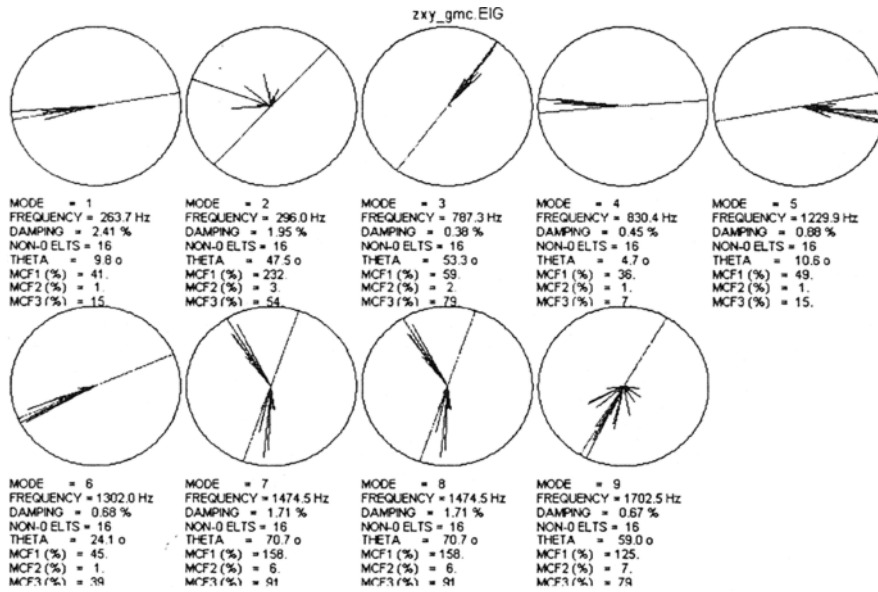 zxy_gmc.EIG
MODE = 1
FREQUENCY = 263.7 Hz
DAMPING = 2.41 %
NON-0 ELTS = 16
THETA = 9.8 o
MCF1 (%) = 41.
MCF2 (%) = 1.
MCF3 (%) = 15.
MODE = 2
FREQUENCY = 296.0 Hz
DAMPING = 1.95 %
NON-0 ELTS = 16
THETA = 47.5 o
MCF1 (%) = 232.
MCF2 (%) = 3.
MCF3 (%) = 54.
MODE = 3
FREQUENCY = 787.3 Hz
DAMPING = 0.38 %
NON-0 ELTS = 16
THETA = 53.3 o
MCF1 (%) = 59.
MCF2 (%) = 2.
MCF3 (%) = 79.
MODE = 4
FREQUENCY = 830.4 Hz
DAMPING = 0.45 %
NON-0 ELTS = 16
THETA = 4.7 o
MCF1 (%) = 36.
MCF2 (%) = 1.
MCF3 (%) = 7.
MODE = 5
FREQUENCY = 1229.9 Hz
DAMPING = 0.88 %
NON-0 ELTS = 16
THETA = 10.6 o
MCF1 (%) = 49.
MCF2 (%) = 1.
MCF3 (%) = 15.
MODE = 6
FREQUENCY = 1302.0 Hz
DAMPING = 0.68 %
NON-0 ELTS = 16
THETA = 24.1 o
MCF1 (%) = 45.
MCF2 (%) = 1.
MCF3 (%) = 39.
MODE = 7
FREQUENCY = 1474.5 Hz
DAMPING = 1.71 %
NON-0 ELTS = 16
THETA = 70.7 o
MCF1 (%) = 158.
MCF2 (%) = 6.
MCF3 (%) = 91.
MODE = 8
FREQUENCY = 1474.5 Hz
DAMPING = 1.71 %
NON-0 ELTS = 16
THETA = 70.7 o
MCF1 (%) = 158.
MCF2 (%) = 6.
MCF3 (%) = 91.
MODE = 9
FREQUENCY = 1702.5 Hz
DAMPING = 0.67 %
NON-0 ELTS = 16
THETA = 59.0 o
MCF1 (%) = 125.
MCF2 (%) = 7.
MCF3 (%) = 79.